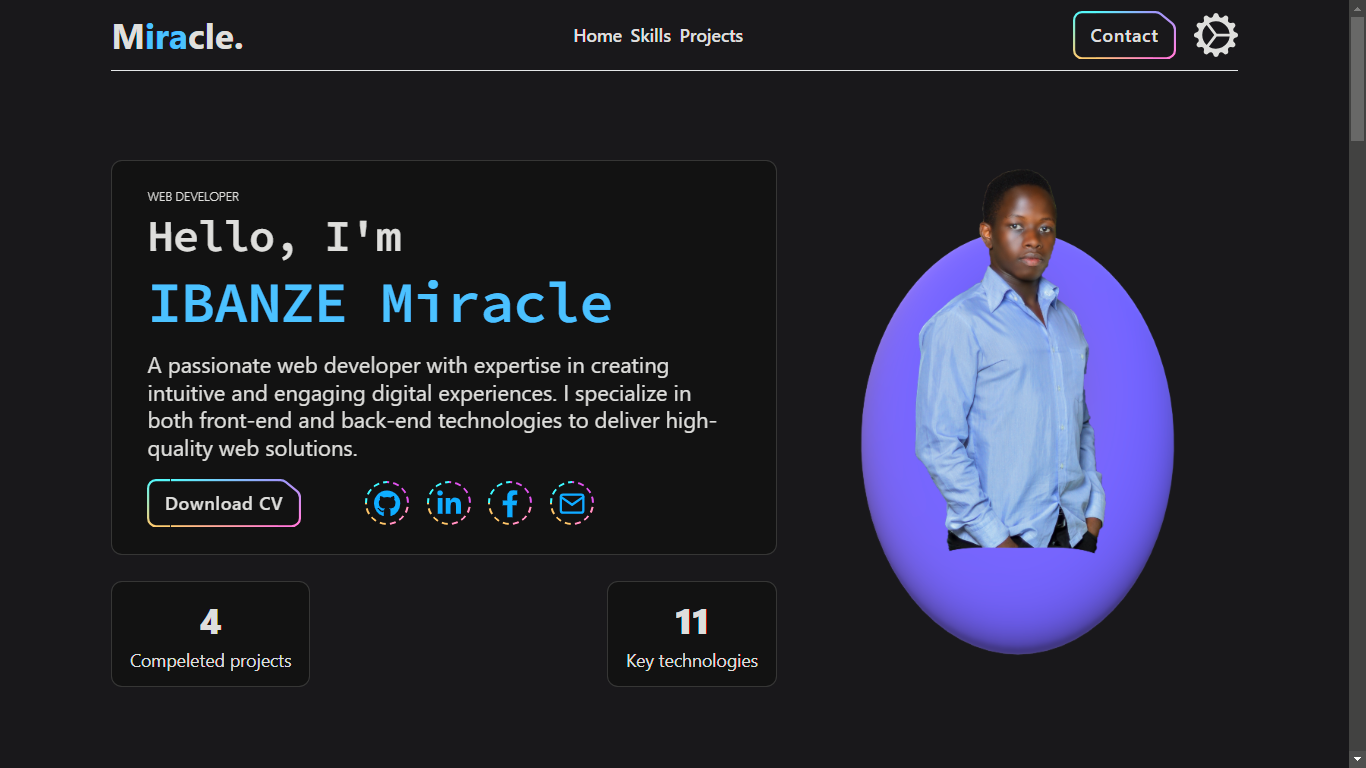 Miracle.
Home Skills Projects
Contact
WEB DEVELOPER
Hello, I'm
IBANZE Miracle
A passionate web developer with expertise in creating
intuitive and engaging digital experiences. I specialize in
both front-end and back-end technologies to deliver high-
quality web solutions.
Download CV
4
Compeleted projects
11
Key technologies